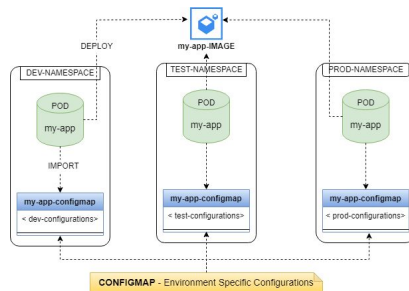 my-app-IMAGE
DEPLOY
DEV-NAMESPACE
TEST-NAMESPACE
PROD-NAMESPACE
POD
my-app
POD
my-app
POD
my-app
IMPORT
my-app-configmap
< dev-configurations>
my-app-configmap
< test-configurations>
my-app-configmap
< prod-configurations>
CONFIGMAP - Environment Specific Configurations